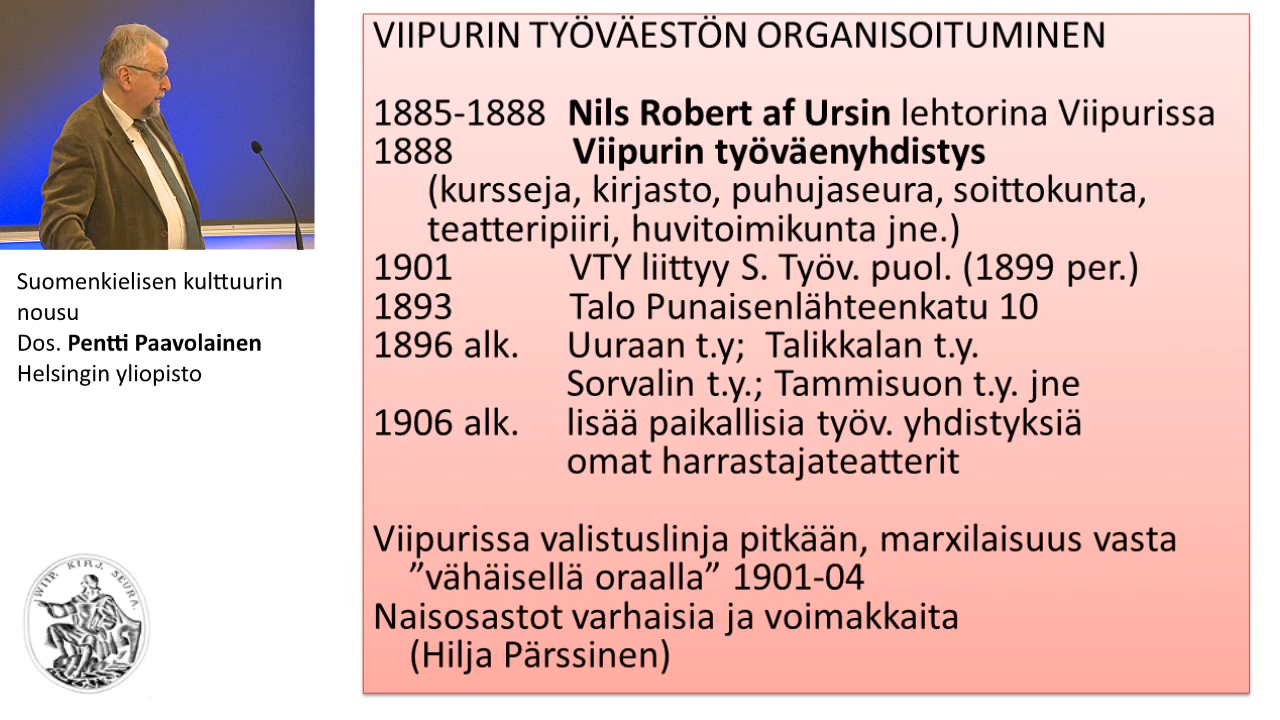 VIIPURIN TYÖVÄESTÖN ORGANISOITUMINEN
1885-1888 Nils Robert af Ursin lehtorina Viipurissa
1888 Viipurin työväenyhdistys
(kursseja, kirjasto, puhujaseura, soittokunta,
teatteripiiri, huvitoimikunta jne.)
1901 VTY liittyy S. Työv. puol. (1899 per.)
1893 Talo Punaisenlähteenkatu 10
1896 alk. Uuraan t.y; Talikkalan t.y.
Sorvalin t.y.; Tammisuon t.y. jne
1906 alk. lisää paikallisia työv. yhdistyksiä
omat harrastajateatterit
Viipurissa valistuslinja pitkään, marxilaisuus vasta
”vähäisellä oraalla” 1901-04
Naisosastot varhaisia ja voimakkaita
(Hilja Pärssinen)
Suomenkielisen kulttuurin
nousu
Dos. Pentti Paavolainen
Helsingin yliopisto
WIIP. KIRJ. SEURA.